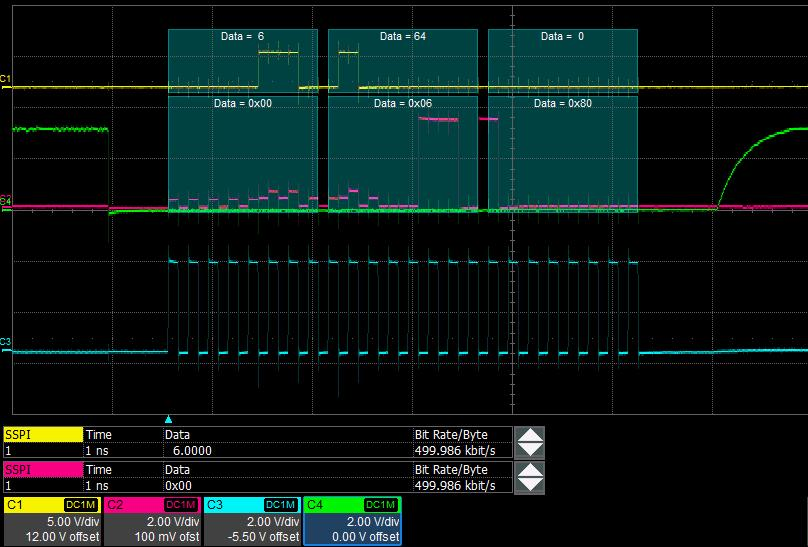 Data = 6 Data = 64 Data = 0
C1
Data = 0x00 Data = 0x06 Data = 0x80
C4
C3
SSPI Time Data Bit Rate/Byte
1 1 ns 6.0000 499.986 kbit/s
SSPI Time Data Bit Rate/Byte
1 1 ns 0x00 499.986 kbit/s
C1 DC1M C2 DC1M C3 DC1M C4 DC1M
5.00 V/div 2.00 V/div 2.00 V/div 2.00 V/div
12.00 V offset 100 mV ofst -5.50 V offset 0.00 V offset